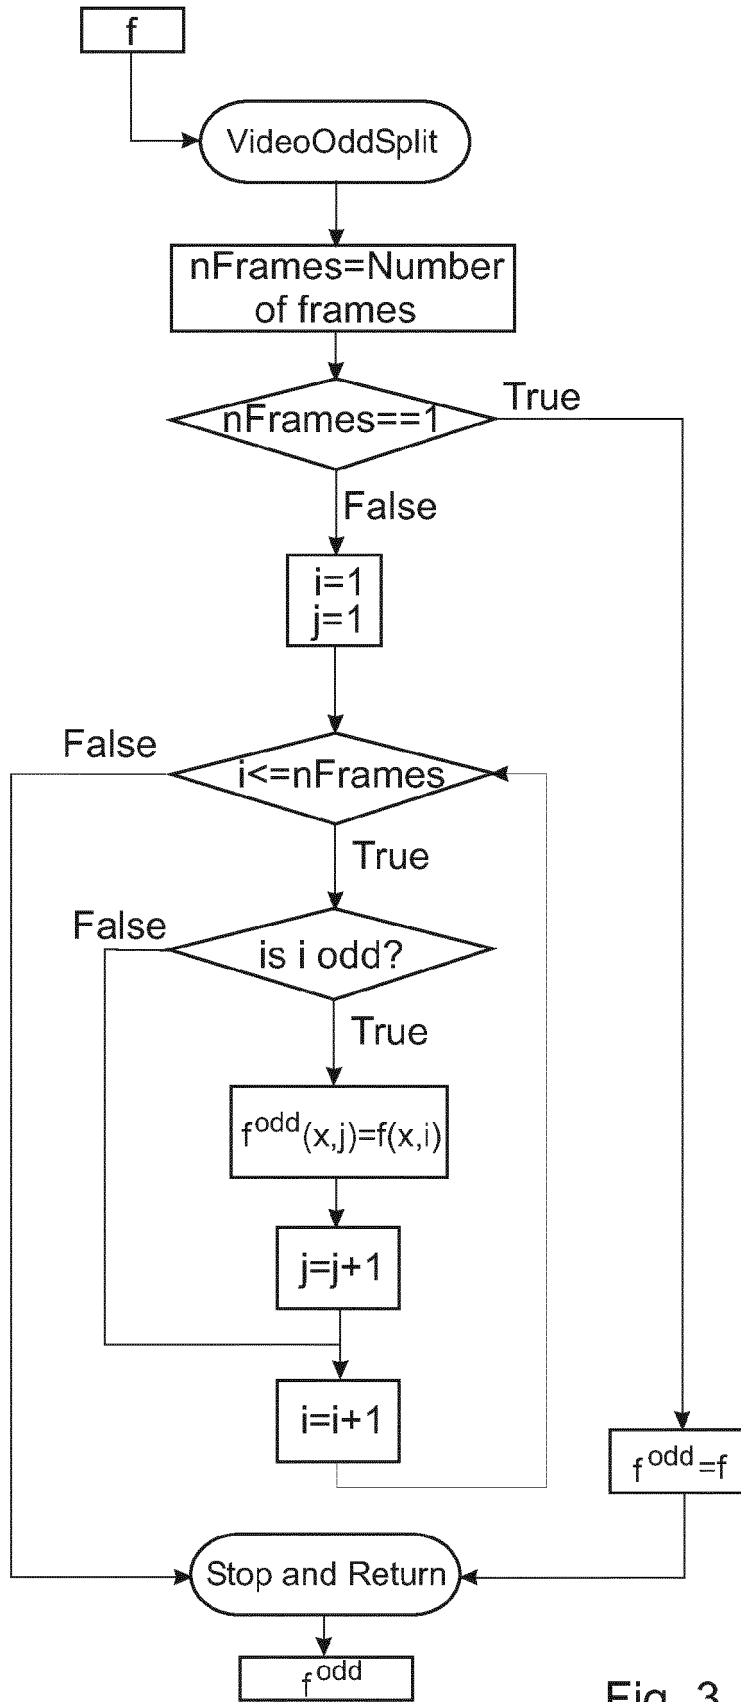 f
VideoOddSplit
nFrames=Number
of frames
nFrames==1
True
False
i=1
j=1
False
i<=nFrames
True
False
is i odd?
True
f^odd(x,j)=f(x,i)
j=j+1
i=i+1
f^odd=f
Stop and Return
f^odd
Fig. 3